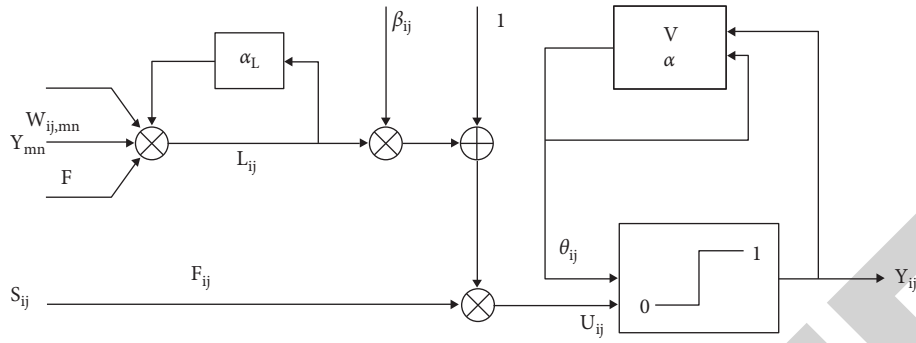 β_ij
1
V
α
α_L
W_ij,mn
Y_mn
F
L_ij
θ_ij
1
F_ij
S_ij
0
U_ij
Y_ij